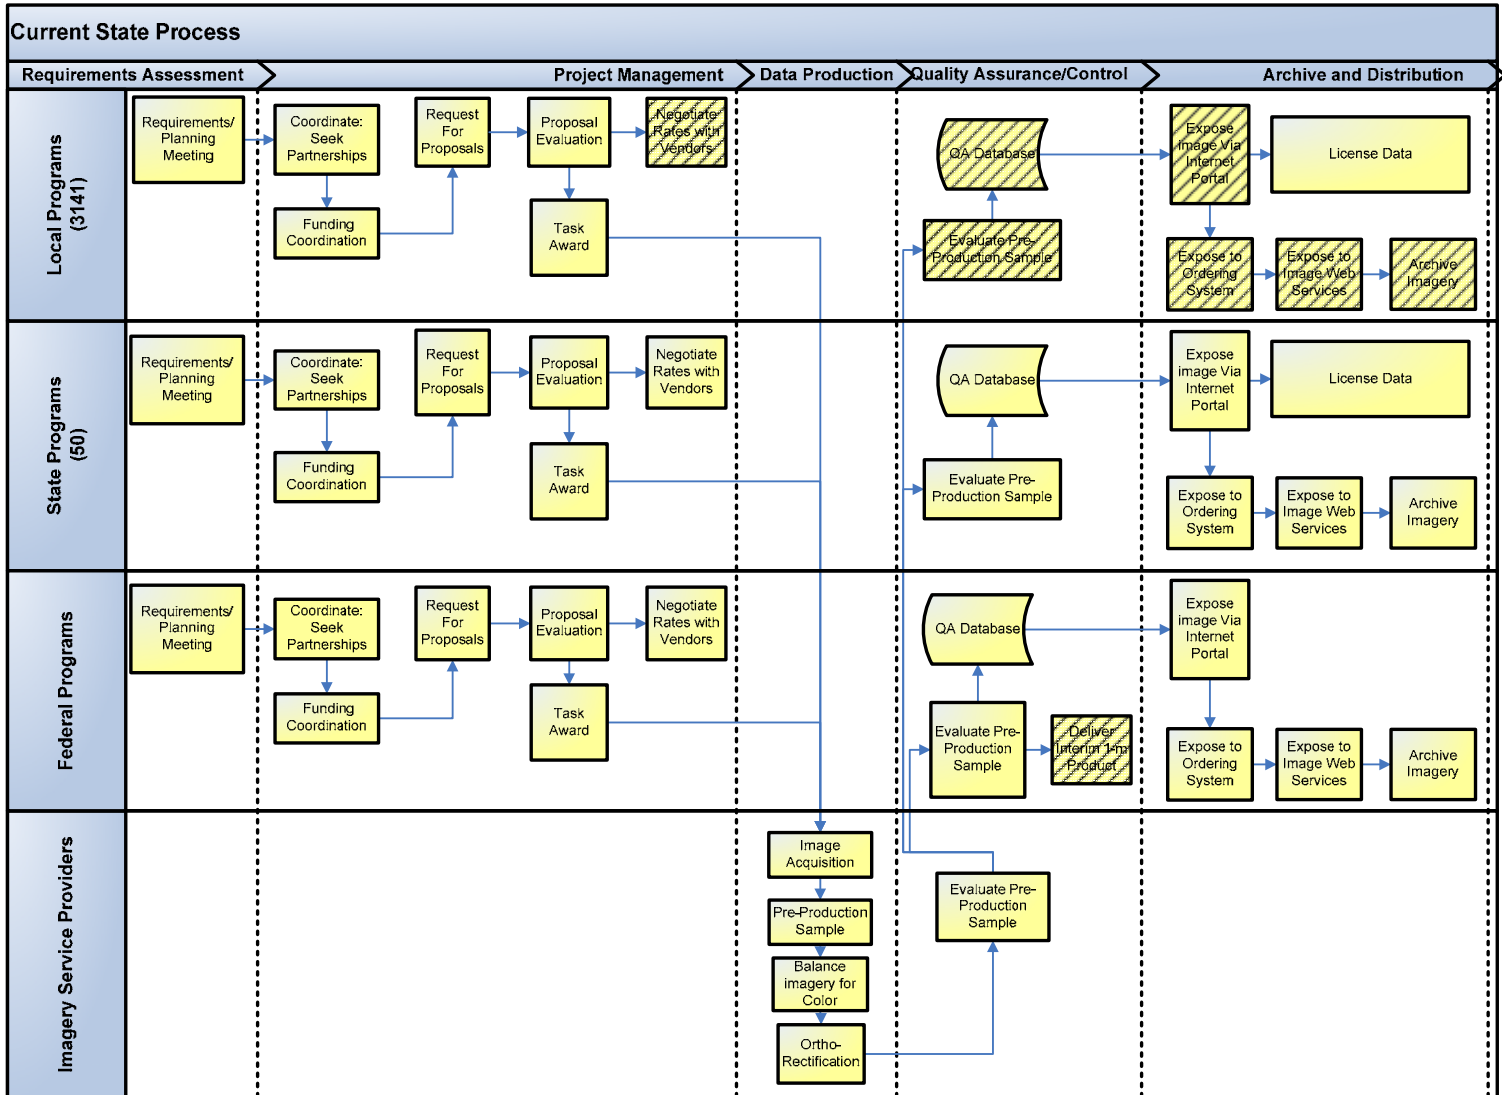 Current State Process
Requirements Assessment
Project Management
Data Production
Quality Assurance/Control
Archive and Distribution
Local Programs
(3141)
Requirements/
Planning
Meeting
Coordinate:
Seek
Partnerships
Funding
Coordination
Request
For
Proposals
Proposal
Evaluation
Negotiate
Rates with
Vendors
Task
Award
QA Database
Evaluate Pre-
Production Sample
Expose
image Via
Internet
Portal
License Data
Expose to
Ordering
System
Expose to
Image Web
Services
Archive
Imagery
State Programs
(50)
Requirements/
Planning
Meeting
Coordinate:
Seek
Partnerships
Funding
Coordination
Request
For
Proposals
Proposal
Evaluation
Negotiate
Rates with
Vendors
Task
Award
QA Database
Evaluate Pre-
Production Sample
Expose
image Via
Internet
Portal
License Data
Expose to
Ordering
System
Expose to
Image Web
Services
Archive
Imagery
Federal Programs
Requirements/
Planning
Meeting
Coordinate:
Seek
Partnerships
Funding
Coordination
Request
For
Proposals
Proposal
Evaluation
Negotiate
Rates with
Vendors
Task
Award
QA Database
Evaluate Pre-
Production
Sample
Deliver
Interim 1-m
Product
Expose
image Via
Internet
Portal
Expose to
Ordering
System
Expose to
Image Web
Services
Archive
Imagery
Imagery Service Providers
Image
Acquisition
Pre-Production
Sample
Balance
imagery for
Color
Ortho-
Rectification
Evaluate Pre-
Production
Sample